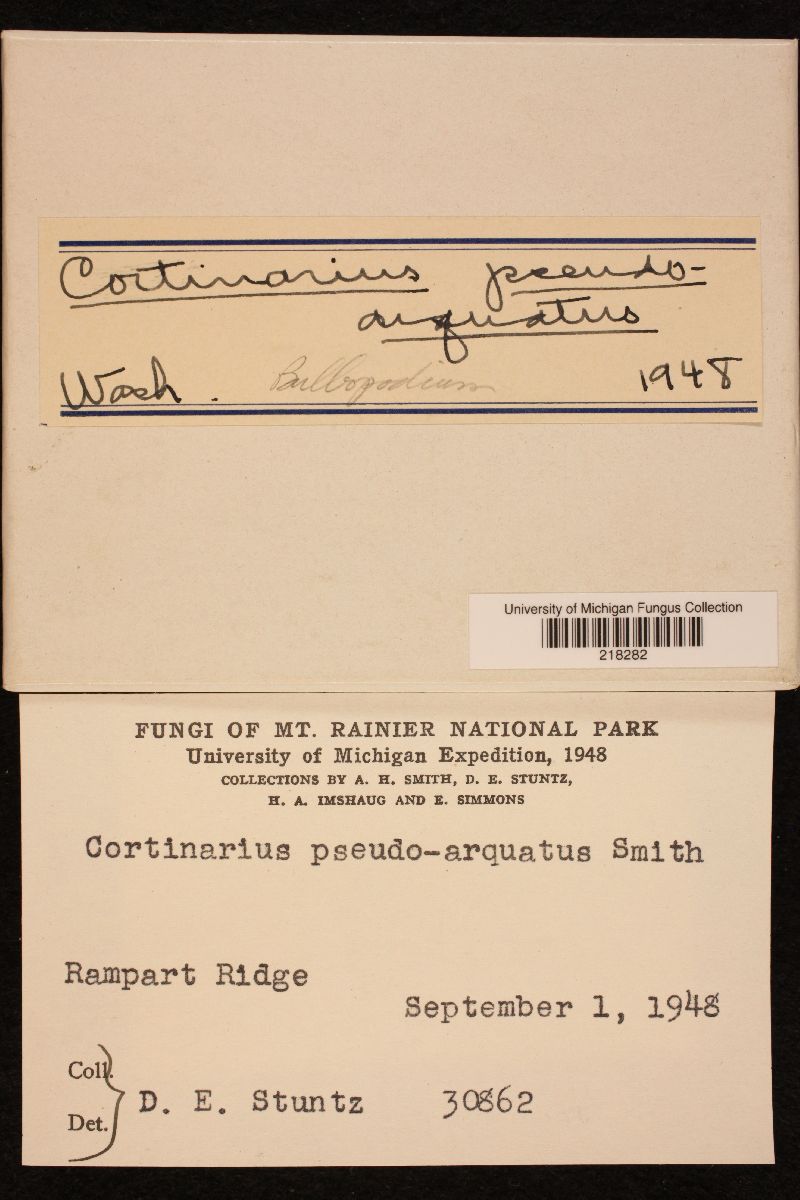 Cortinarius pseudo-
arquatus
Wash. Bulbopodium 1948
University of Michigan Fungus Collection
218282
FUNGI OF MT. RAINIER NATIONAL PARK
University of Michigan Expedition, 1948
COLLECTIONS BY A. H. SMITH, D. E. STUNTZ,
H. A. IMSHAUG AND E. SIMMONS
Cortinarius pseudo-arquatus Smith
Rampart Ridge
September 1, 1948
Coll.
Det. } D. E. Stuntz 30862